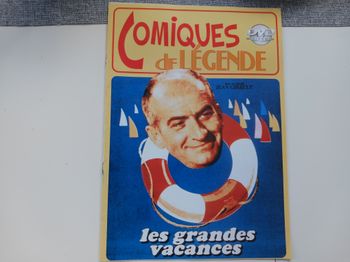 COMIQUES
de LÉGENDE
les grandes
vacances